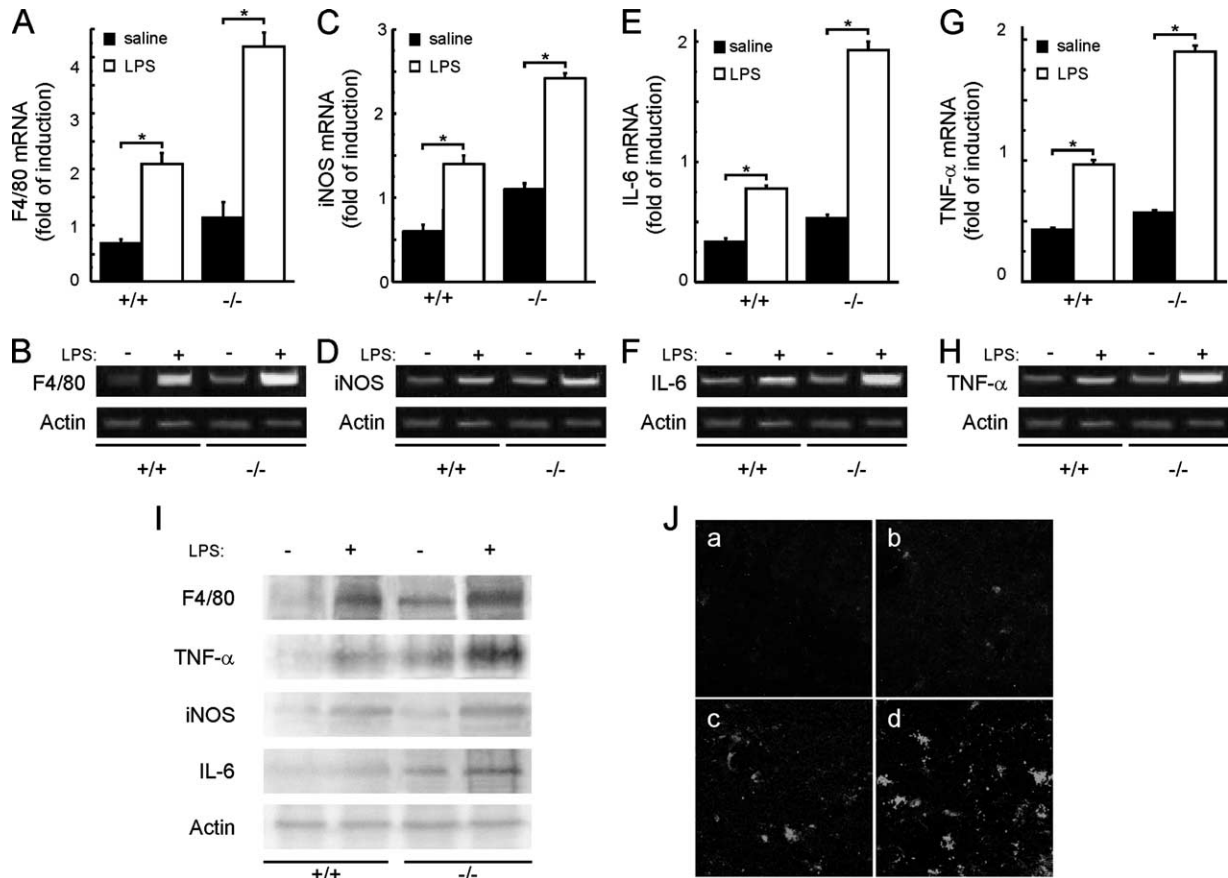 A
F4/80 mRNA
(fold of induction)
saline
LPS
*
*
4
3
2
1
0
+/+
-/-
C
iNOS mRNA
(fold of induction)
saline
LPS
*
*
3
2
1
0
+/+
-/-
E
IL-6 mRNA
(fold of induction)
saline
LPS
*
*
2
1
0
+/+
-/-
G
TNF-α mRNA
(fold of induction)
saline
LPS
*
*
2
1
0
+/+
-/-
B
LPS: - + - +
F4/80
Actin
+/+ -/-
D
LPS: - + - +
iNOS
Actin
+/+ -/-
F
LPS: - + - +
IL-6
Actin
+/+ -/-
H
LPS: - + - +
TNF-α
Actin
+/+ -/-
I
LPS: - + - +
F4/80
TNF-α
iNOS
IL-6
Actin
+/+ -/-
J
a
b
c
d